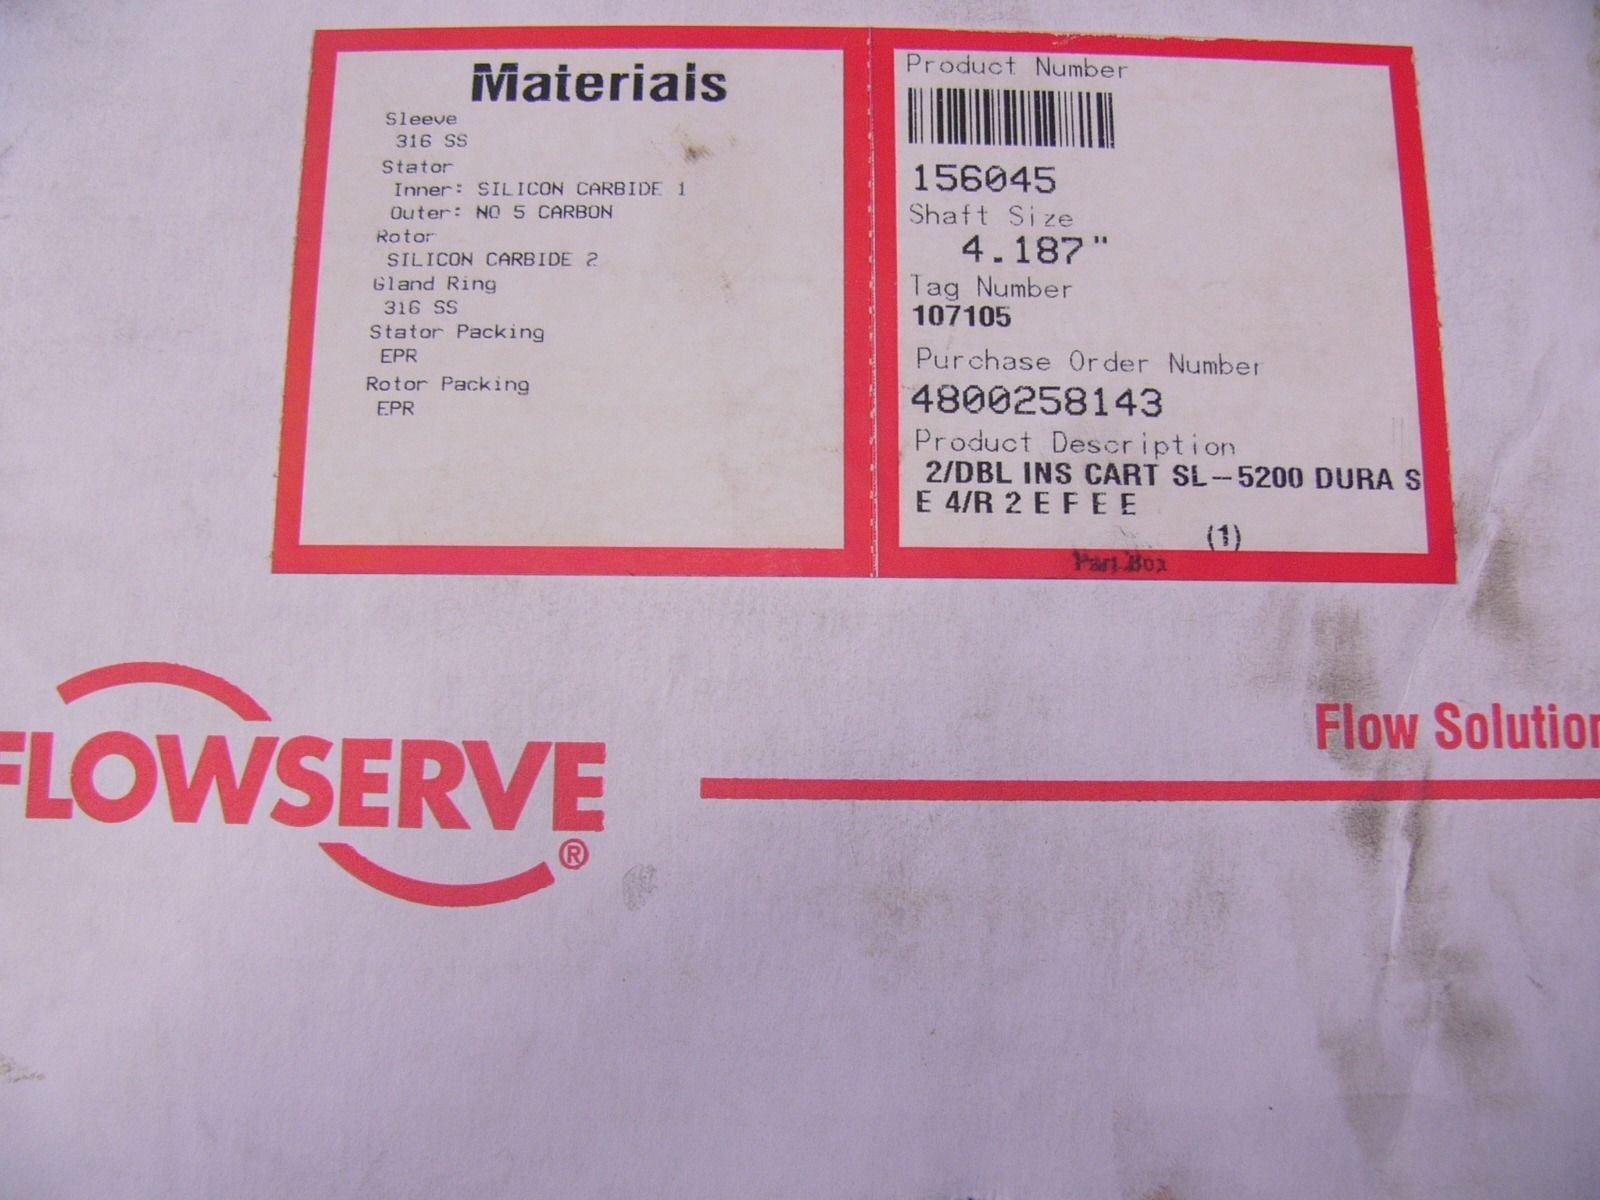 Materials
Sleeve
316 SS
Stator
Inner: SILICON CARBIDE 1
Outer: NO 5 CARBON
Rotor
SILICON CARBIDE 2
Gland Ring
316 SS
Stator Packing
EPR
Rotor Packing
EPR
Product Number
156045
Shaft Size
4.187"
Tag Number
107105
Purchase Order Number
4800258143
Product Description
2/DBL INS CART SL-5200 DURA S
E 4/R 2 E F E E
(1)
Part Box
FLOWSERVE
®
Flow Solution